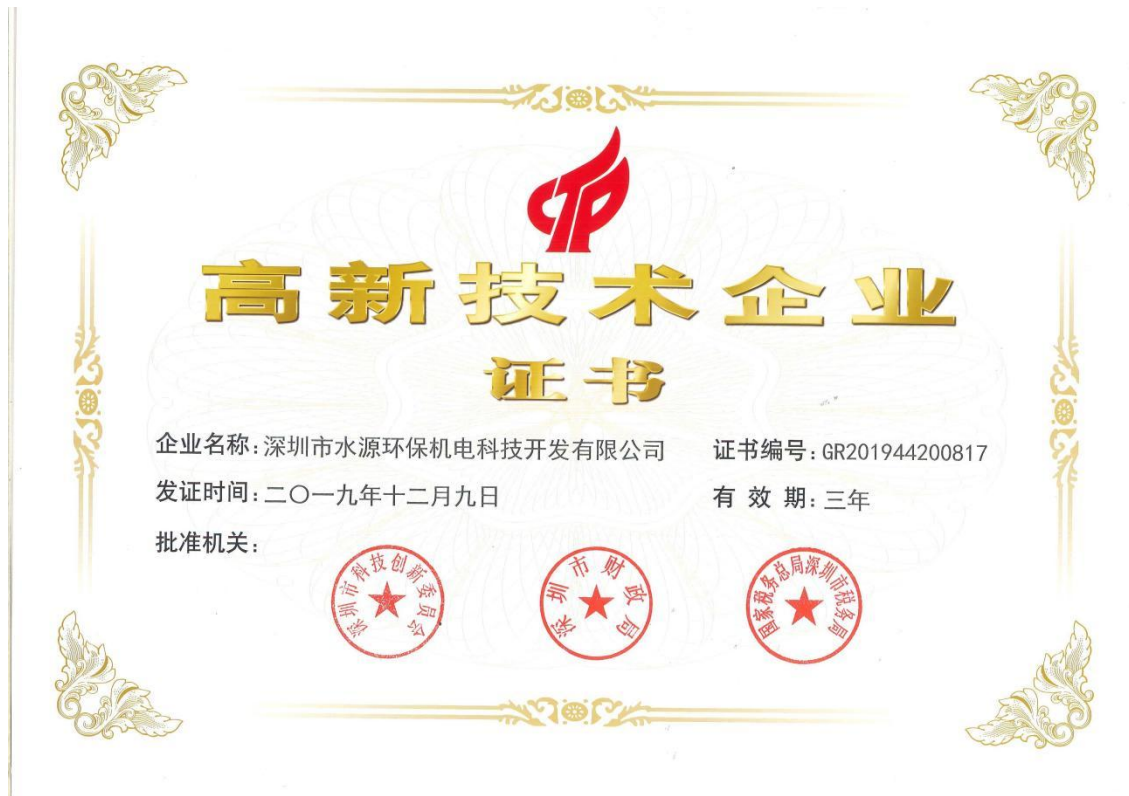 高新技术企业
证书
企业名称:深圳市水源环保机电科技开发有限公司 证书编号:GR201944200817
发证时间:二〇一九年十二月九日 有 效 期:三年
批准机关:
深圳市科技创新委员会
深圳市财政局
国家税务总局深圳市税务局